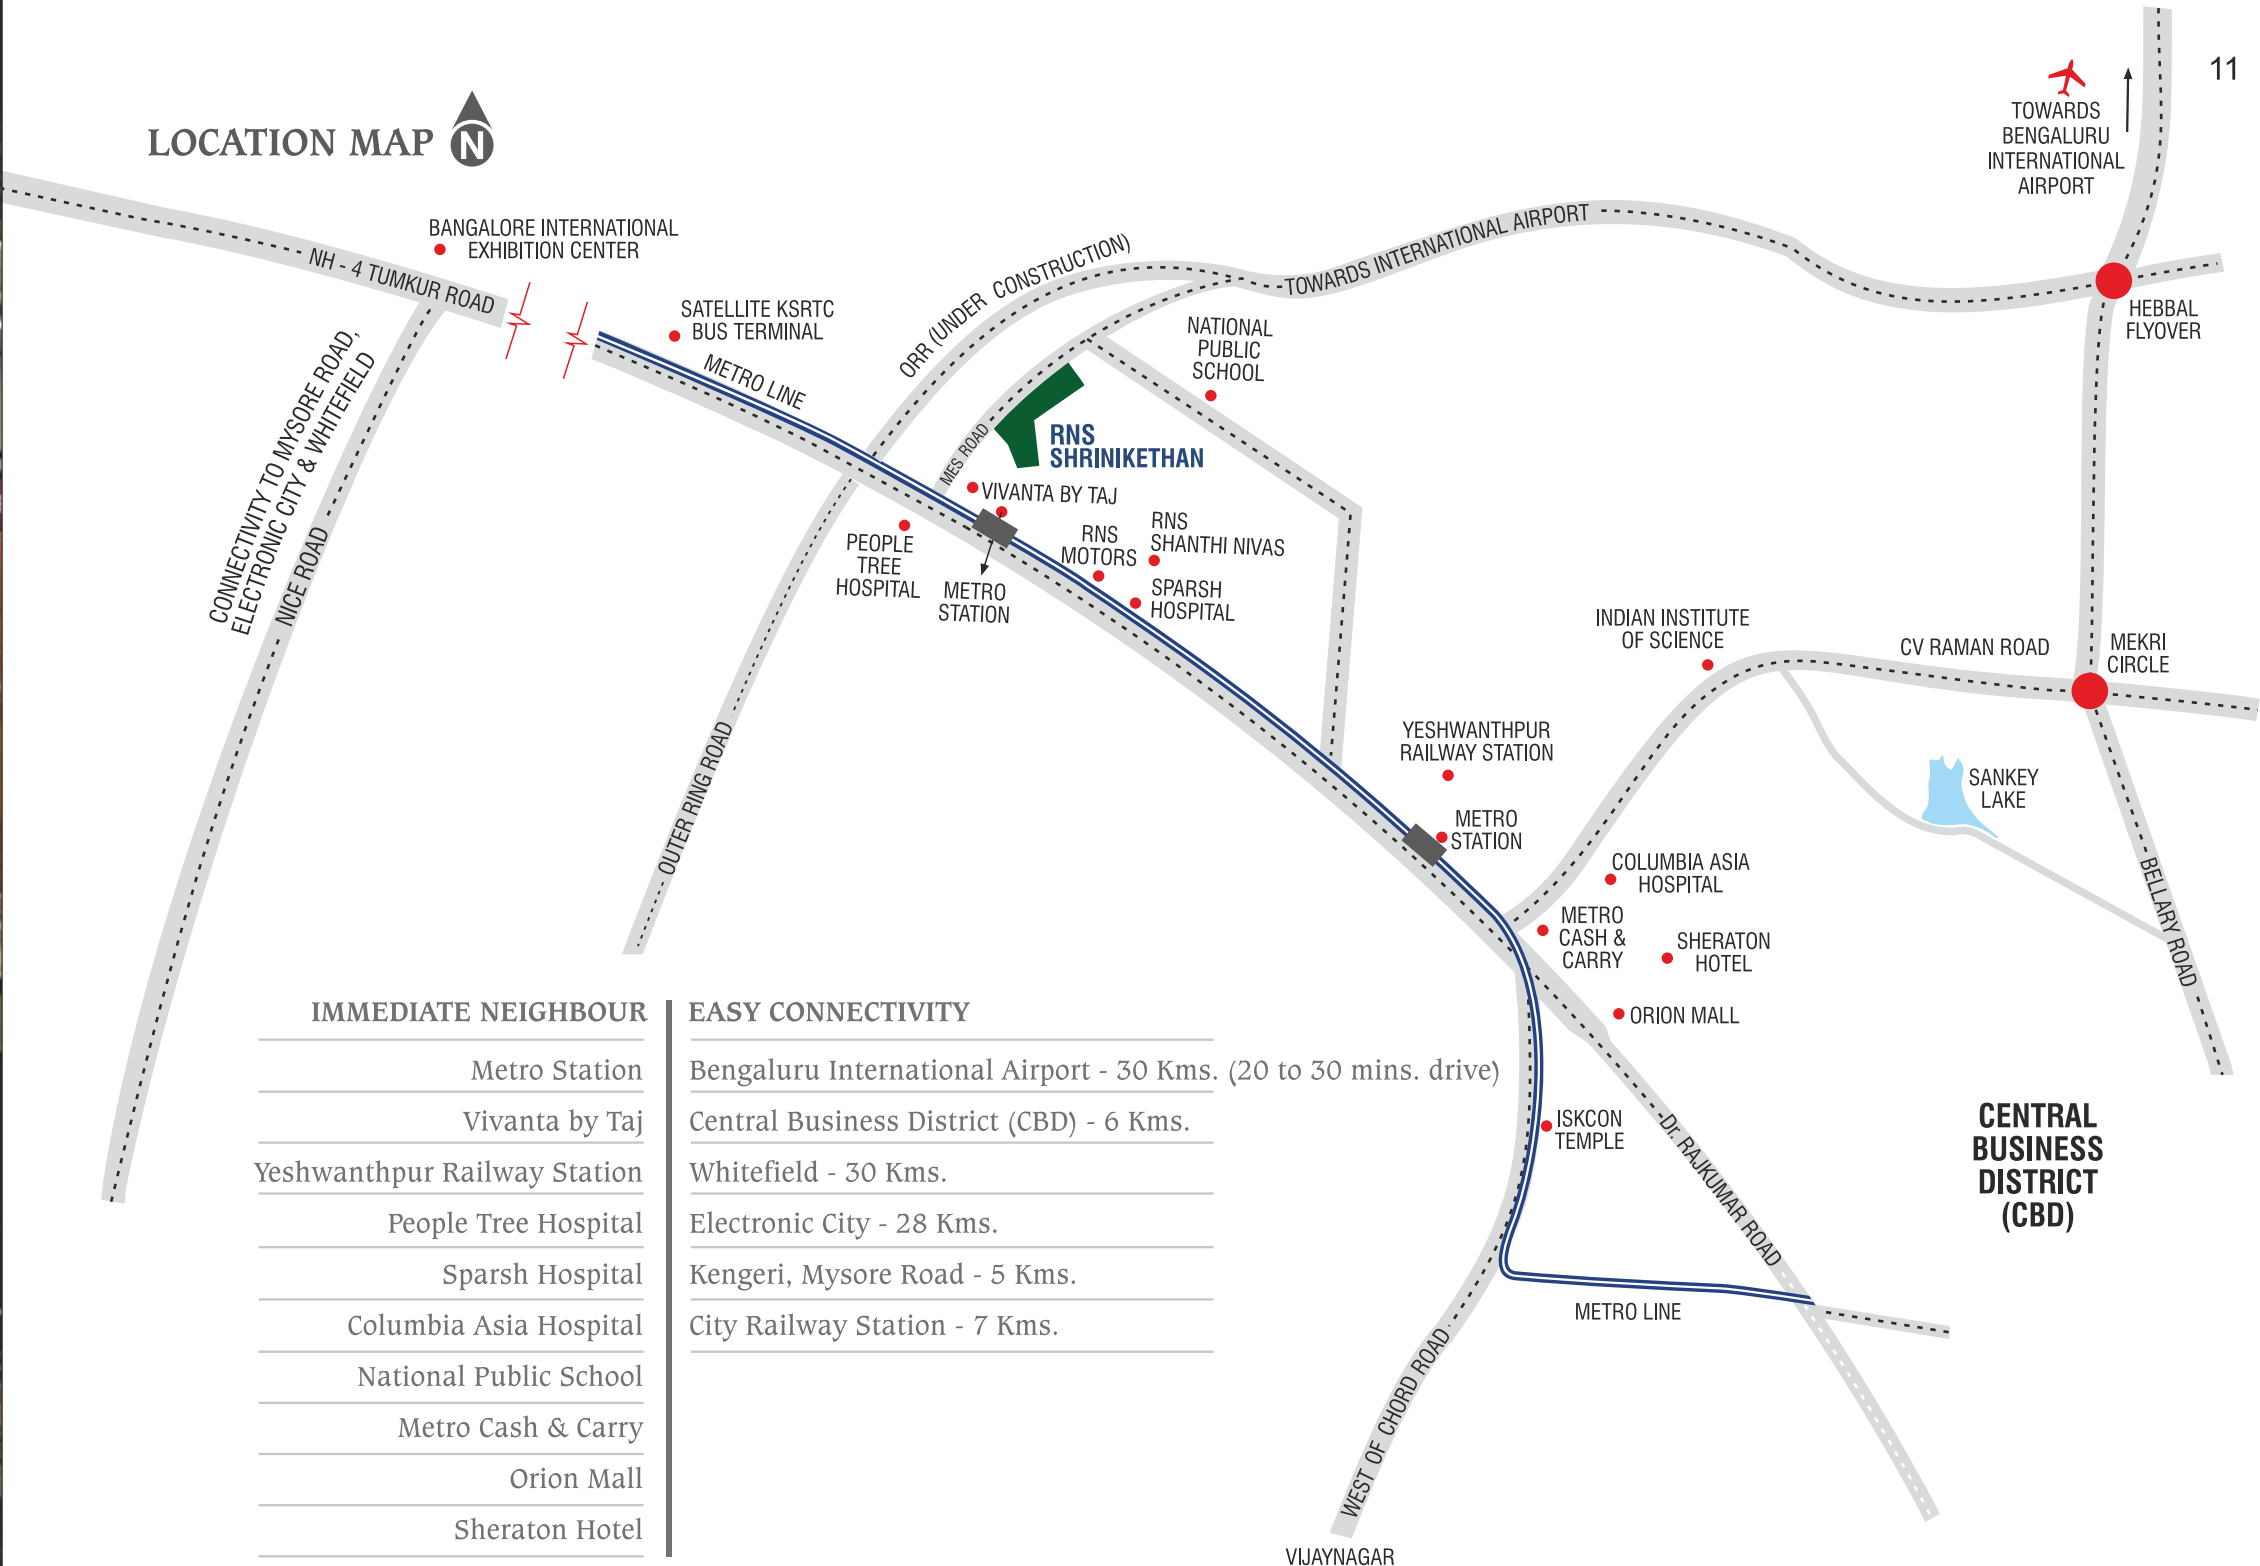 11
LOCATION MAP
N
TOWARDS
BENGALURU
INTERNATIONAL
AIRPORT
BANGALORE INTERNATIONAL
EXHIBITION CENTER
NH - 4 TUMKUR ROAD
SATELLITE KSRTC
BUS TERMINAL
METRO LINE
ORR (UNDER CONSTRUCTION)
TOWARDS INTERNATIONAL AIRPORT
HEBBAL
FLYOVER
NATIONAL
PUBLIC
SCHOOL
CONNECTIVITY TO MYSORE ROAD,
ELECTRONIC CITY & WHITEFIELD
NICE ROAD
MES ROAD
RNS
SHRINIKETHAN
VIVANTA BY TAJ
PEOPLE
TREE
HOSPITAL
METRO
STATION
RNS
MOTORS
RNS
SHANTHI NIVAS
SPARSH
HOSPITAL
OUTER RING ROAD
INDIAN INSTITUTE
OF SCIENCE
CV RAMAN ROAD
MEKRI
CIRCLE
YESHWANTHPUR
RAILWAY STATION
METRO
STATION
SANKEY
LAKE
COLUMBIA ASIA
HOSPITAL
METRO
CASH &
CARRY
SHERATON
HOTEL
BELLARY ROAD
ORION MALL
ISKCON
TEMPLE
Dr. RAJKUMAR ROAD
CENTRAL
BUSINESS
DISTRICT
(CBD)
METRO LINE
WEST OF CHORD ROAD
VIJAYNAGAR
IMMEDIATE NEIGHBOUR
Metro Station
Vivanta by Taj
Yeshwanthpur Railway Station
People Tree Hospital
Sparsh Hospital
Columbia Asia Hospital
National Public School
Metro Cash & Carry
Orion Mall
Sheraton Hotel
EASY CONNECTIVITY
Bengaluru International Airport - 30 Kms. (20 to 30 mins. drive)
Central Business District (CBD) - 6 Kms.
Whitefield - 30 Kms.
Electronic City - 28 Kms.
Kengeri, Mysore Road - 5 Kms.
City Railway Station - 7 Kms.